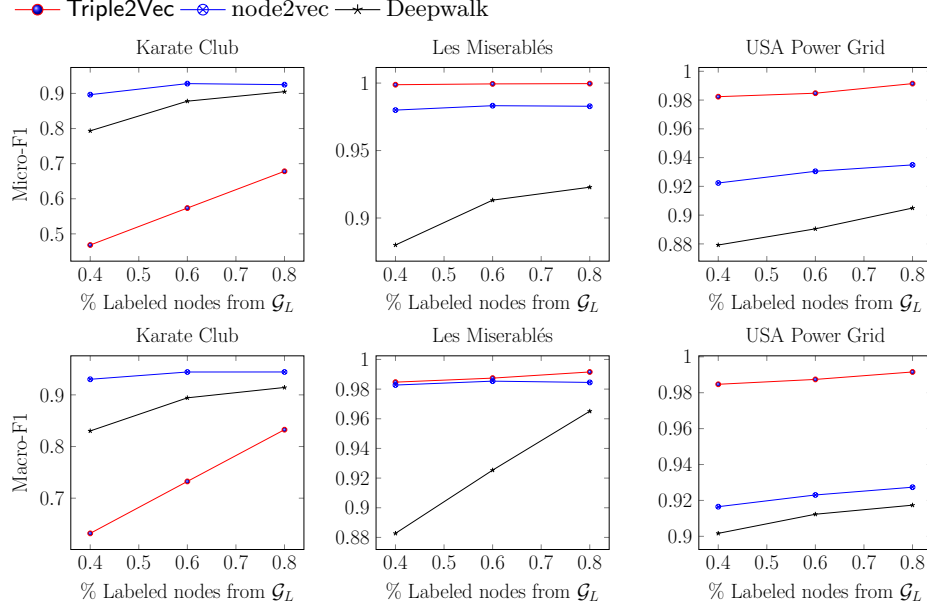 Triple2Vec node2vec Deepwalk
Karate Club
Les Miserablés
USA Power Grid
Micro-F1
0.9
0.8
0.7
0.6
0.5
1
0.95
0.9
1
0.98
0.96
0.94
0.92
0.9
0.88
0.4 0.5 0.6 0.7 0.8
0.4 0.5 0.6 0.7 0.8
0.4 0.5 0.6 0.7 0.8
% Labeled nodes from 𝒢_L
% Labeled nodes from 𝒢_L
% Labeled nodes from 𝒢_L
Karate Club
Les Miserablés
USA Power Grid
Macro-F1
0.9
0.8
0.7
1
0.98
0.96
0.94
0.92
0.9
0.88
1
0.98
0.96
0.94
0.92
0.9
0.4 0.5 0.6 0.7 0.8
0.4 0.5 0.6 0.7 0.8
0.4 0.5 0.6 0.7 0.8
% Labeled nodes from 𝒢_L
% Labeled nodes from 𝒢_L
% Labeled nodes from 𝒢_L